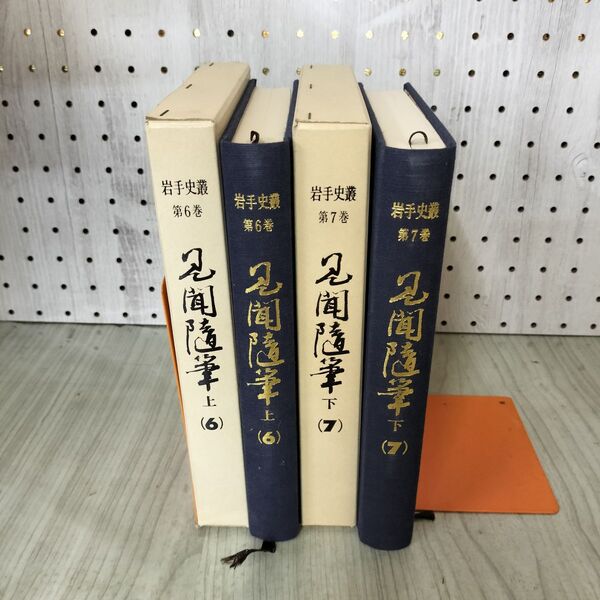 岩手史叢
第6巻
見聞随筆
上
(6)
岩手史叢
第6巻
見聞随筆
上
(6)
岩手史叢
第7巻
見聞随筆
下
(7)
岩手史叢
第7巻
見聞随筆
下
(7)